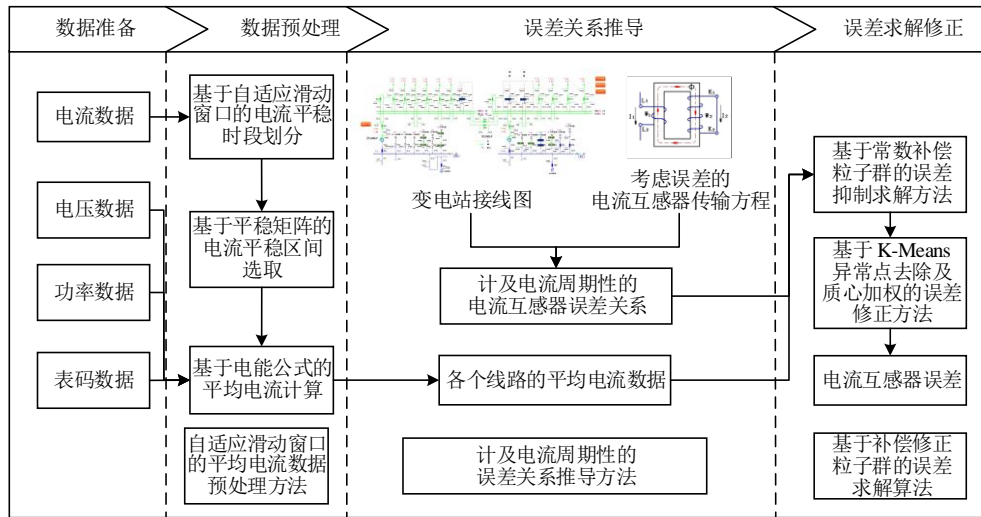 数据准备
数据预处理
误差关系推导
误差求解修正
电流数据
电压数据
功率数据
表码数据
基于自适应滑动
窗口的电流平稳
时段划分
基于平稳矩阵的
电流平稳区间
选取
基于电能公式的
平均电流计算
自适应滑动窗口
的平均电流数据
预处理方法
变电站接线图
L₁
L₂
I₁
K₁
K₂
I₂
考虑误差的
电流互感器传输方程
计及电流周期性的
电流互感器误差关系
各个线路的平均电流数据
计及电流周期性的
误差关系推导方法
基于常数补偿
粒子群的误差
抑制求解方法
基于 K-Means
异常点去除及
质心加权的误差
修正方法
电流互感器误差
基于补偿修正
粒子群的误差
求解算法